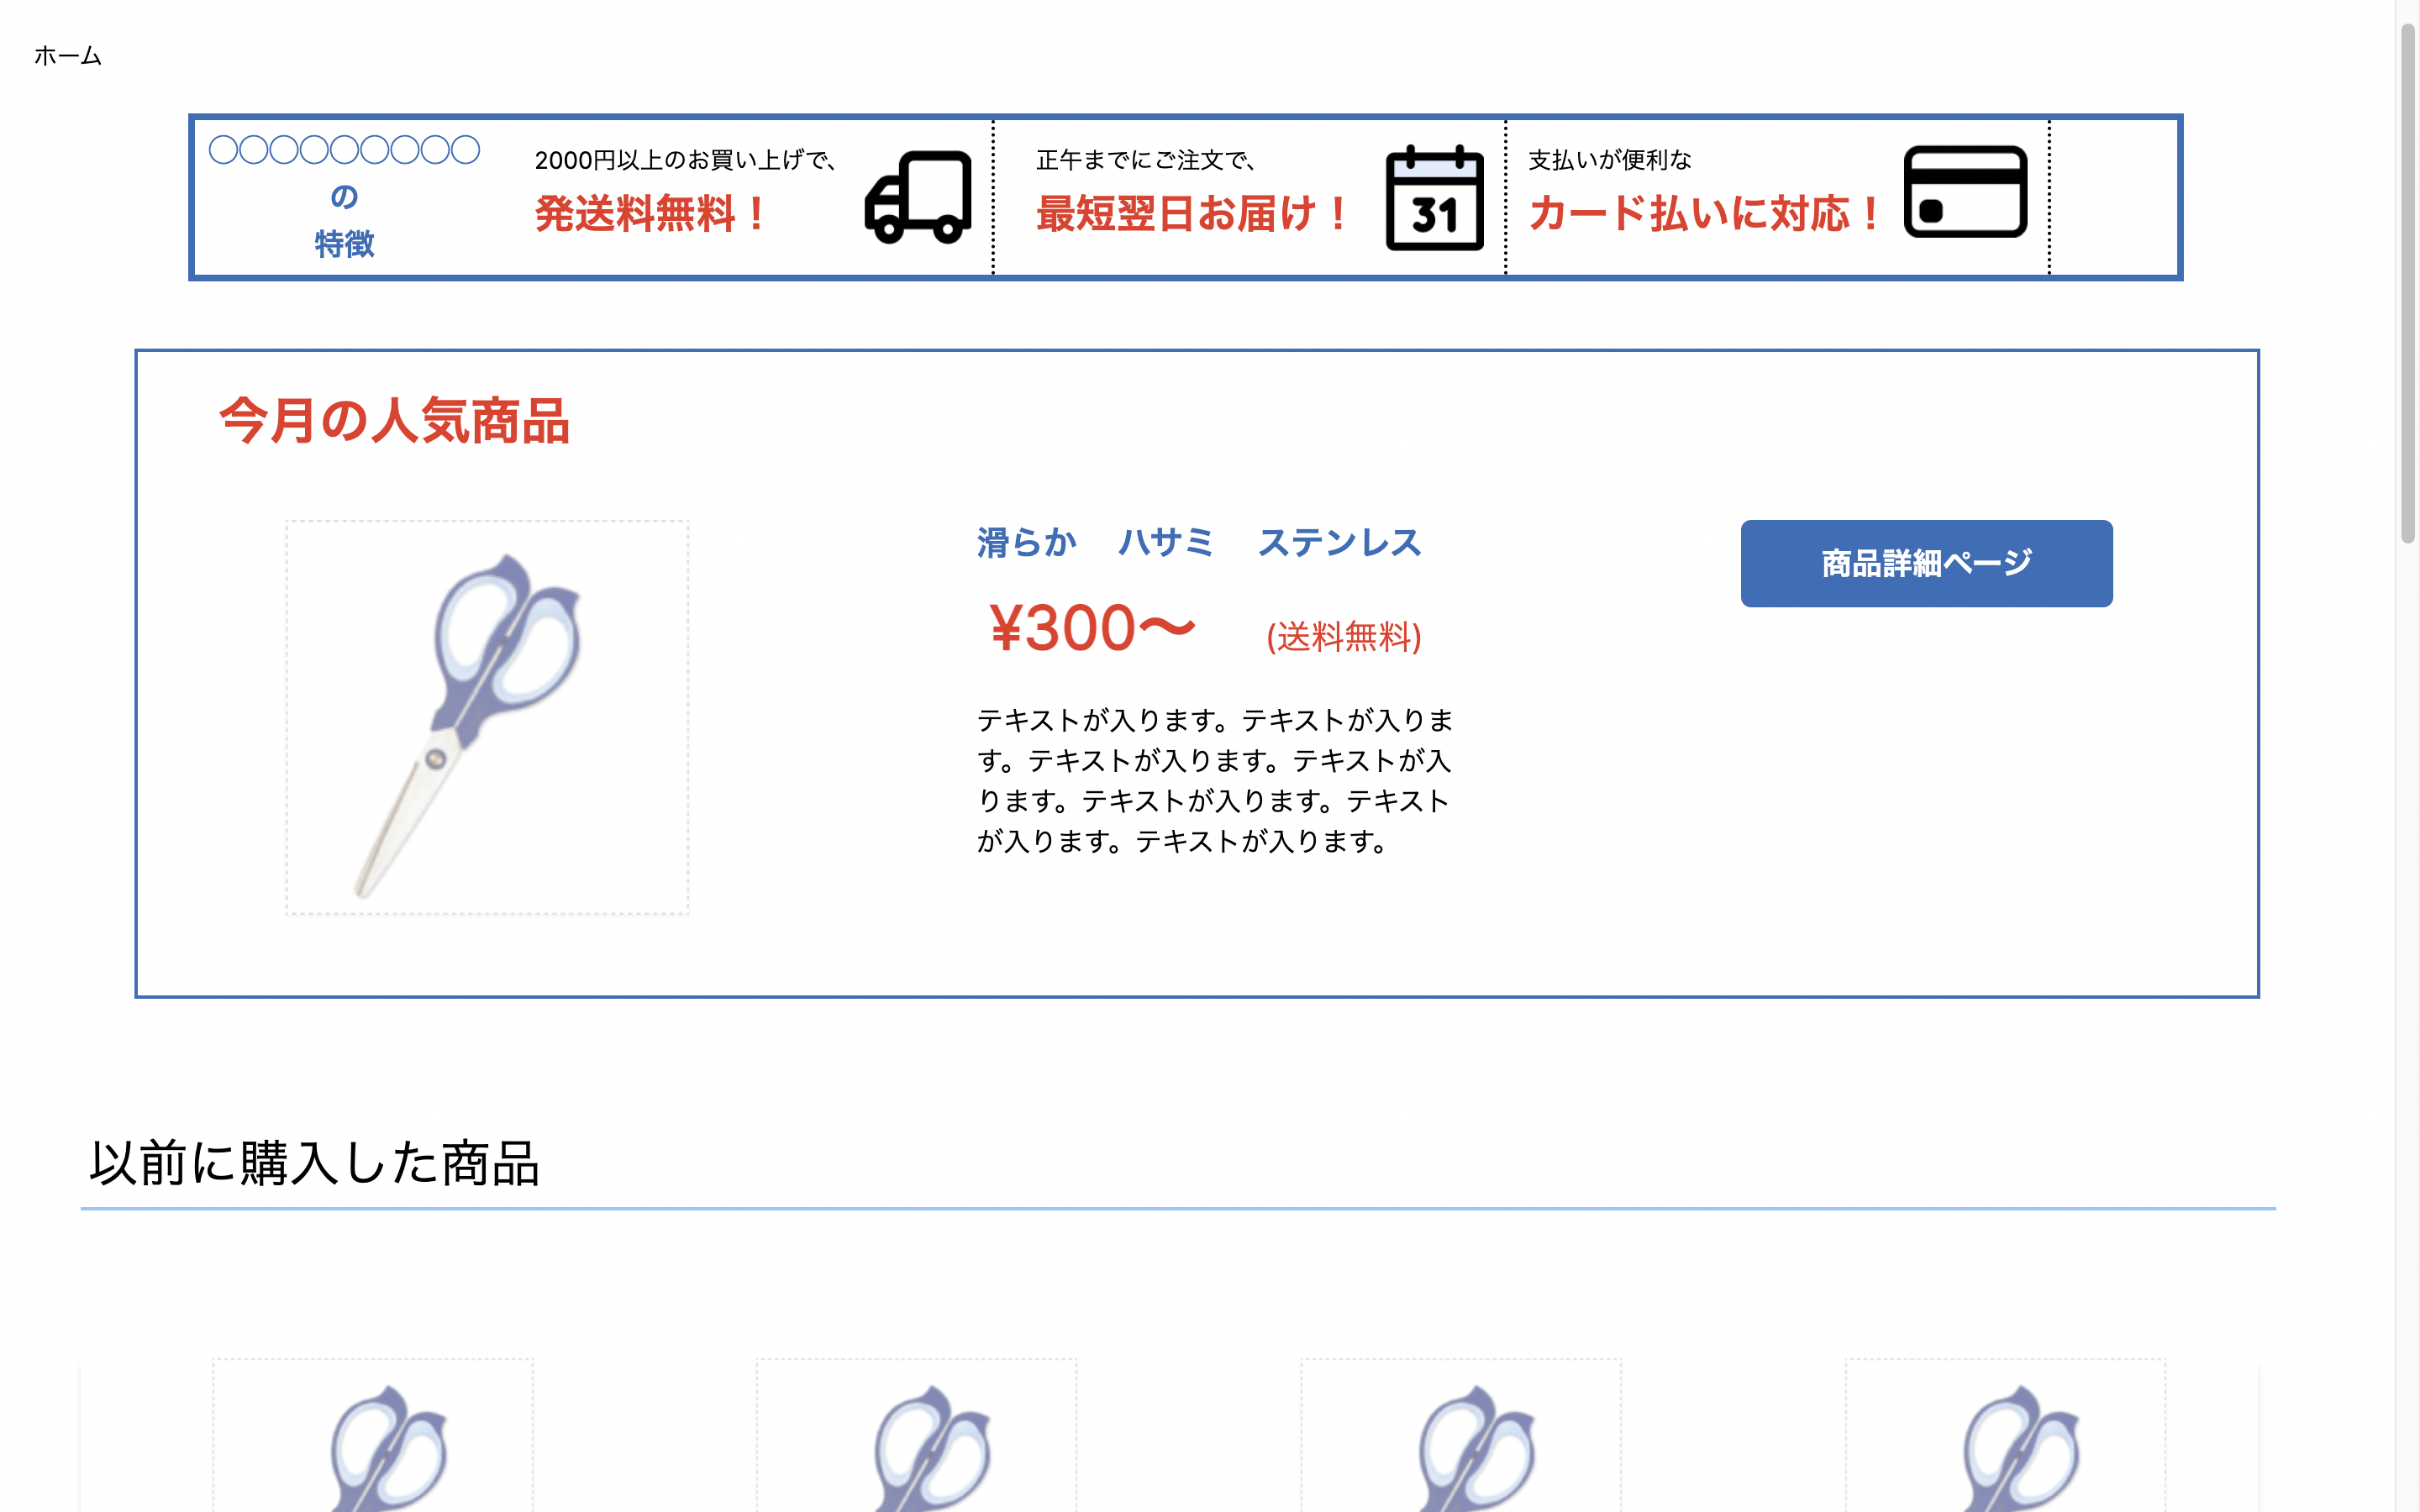 ホーム
◯◯◯◯◯◯◯◯◯
の
特徴
2000円以上のお買い上げで、
発送料無料！
正午までにご注文で、
最短翌日お届け！
31
支払いが便利な
カード払いに対応！
今月の人気商品
滑らか　ハサミ　ステンレス
¥300〜　(送料無料)
テキストが入ります。テキストが入りま
す。テキストが入ります。テキストが入
ります。テキストが入ります。テキスト
が入ります。テキストが入ります。
商品詳細ページ
以前に購入した商品